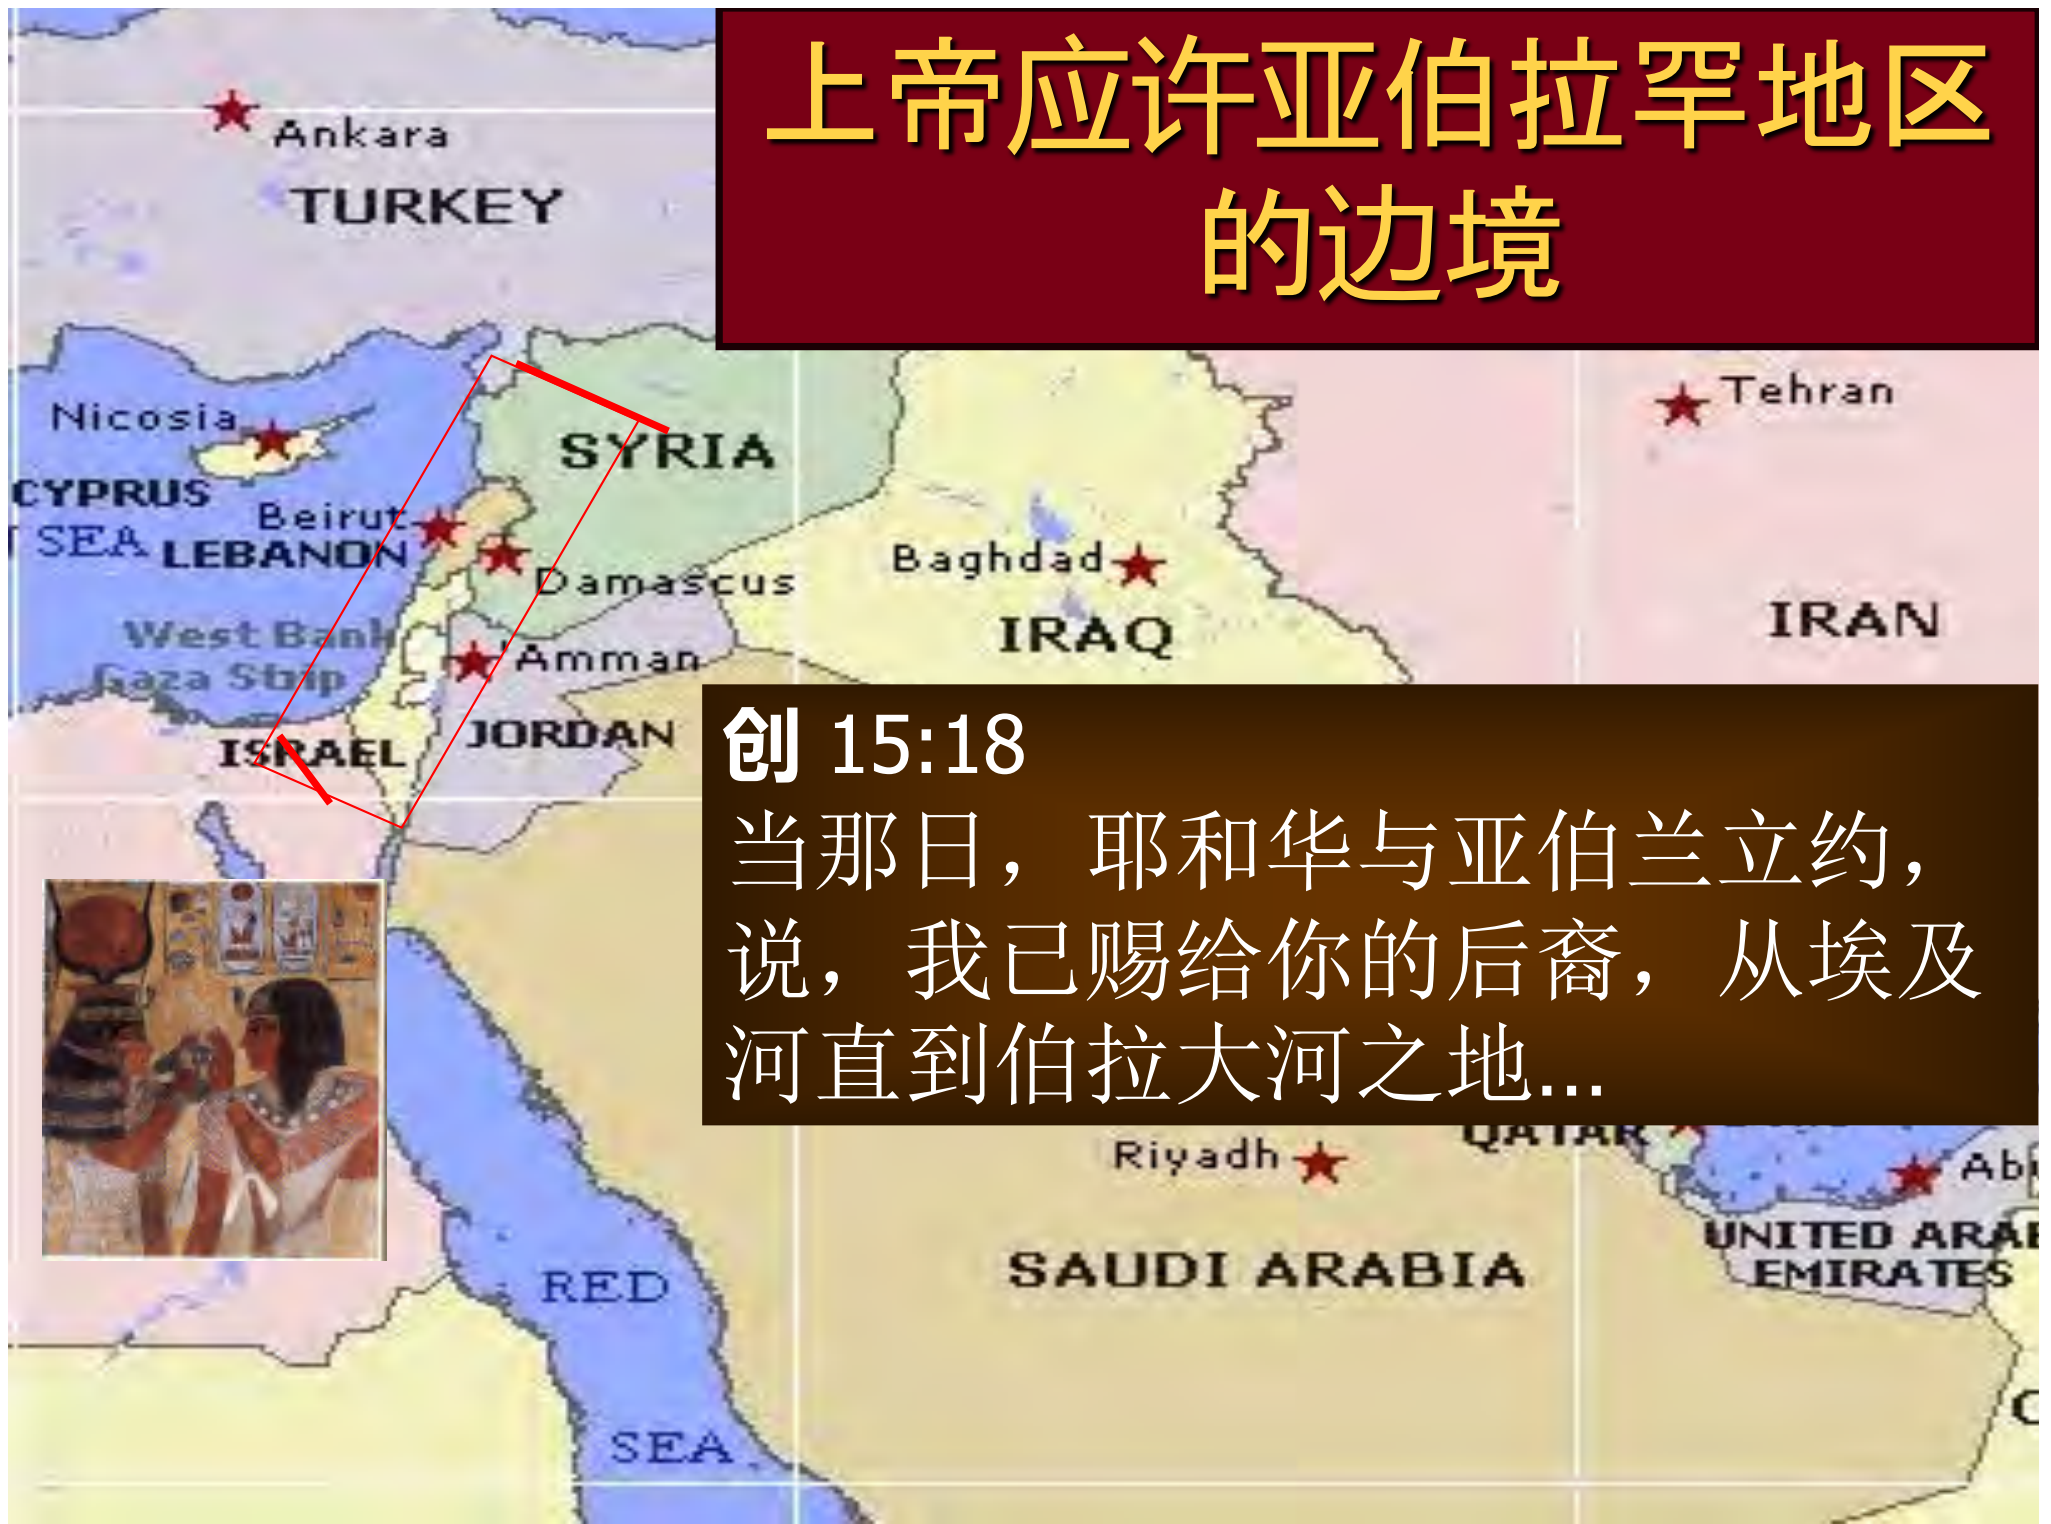 上帝应许亚伯拉罕地区
的边境
Ankara
TURKEY
Tehran
Nicosia
SYRIA
CYPRUS
Beirut
SEA
LEBANON
Baghdad
Damascus
IRAN
West Bank
IRAQ
Amman
Gaza Strip
ISRAEL
JORDAN
创 15:18
当那日，耶和华与亚伯兰立约，
说，我已赐给你的后裔，从埃及
河直到伯拉大河之地...
QATAR
Riyadh
UNITED ARAB
EMIRATES
SAUDI ARABIA
RED
SEA